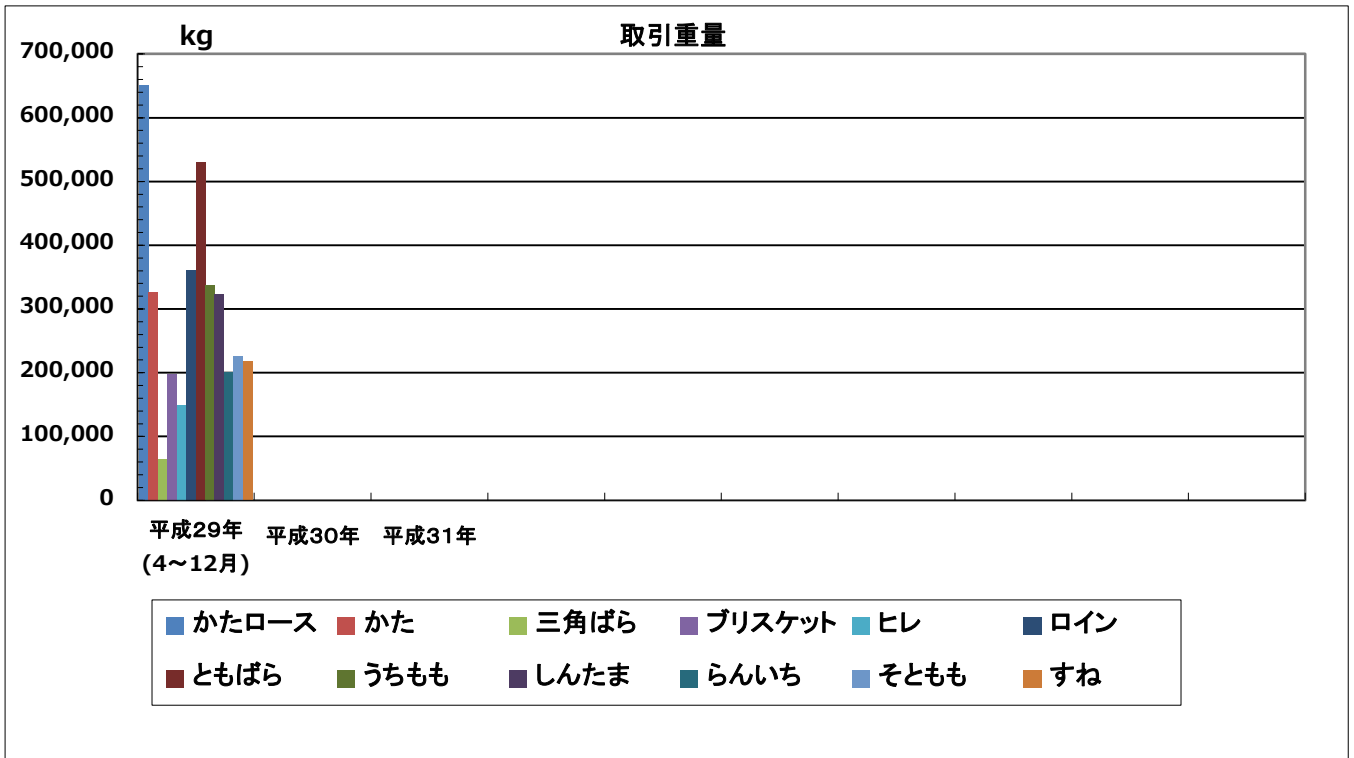 kg
取引重量
700,000
600,000
500,000
400,000
300,000
200,000
100,000
0
平成29年
(4～12月)
平成30年
平成31年
かたロース かた 三角ばら ブリスケット ヒレ ロイン
ともばら うちもも しんたま らんいち そともも すね